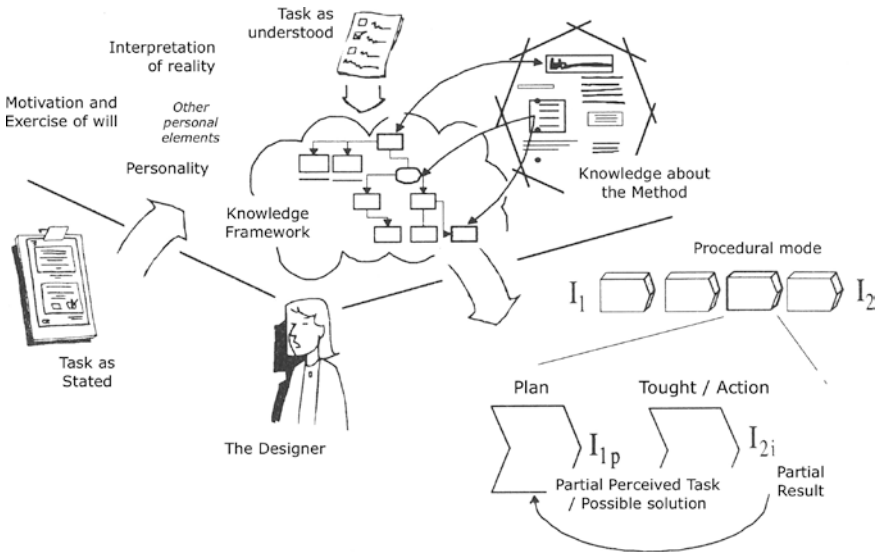 Task as
understood
Interpretation
of reality
Motivation and
Exercise of will
Other
personal
elements
Personality
Knowledge
Framework
Knowledge about
the Method
Task as
Stated
The Designer
Procedural mode
I1
I2
Plan
Tought / Action
I1p
I2i
Partial Perceived Task
/ Possible solution
Partial
Result